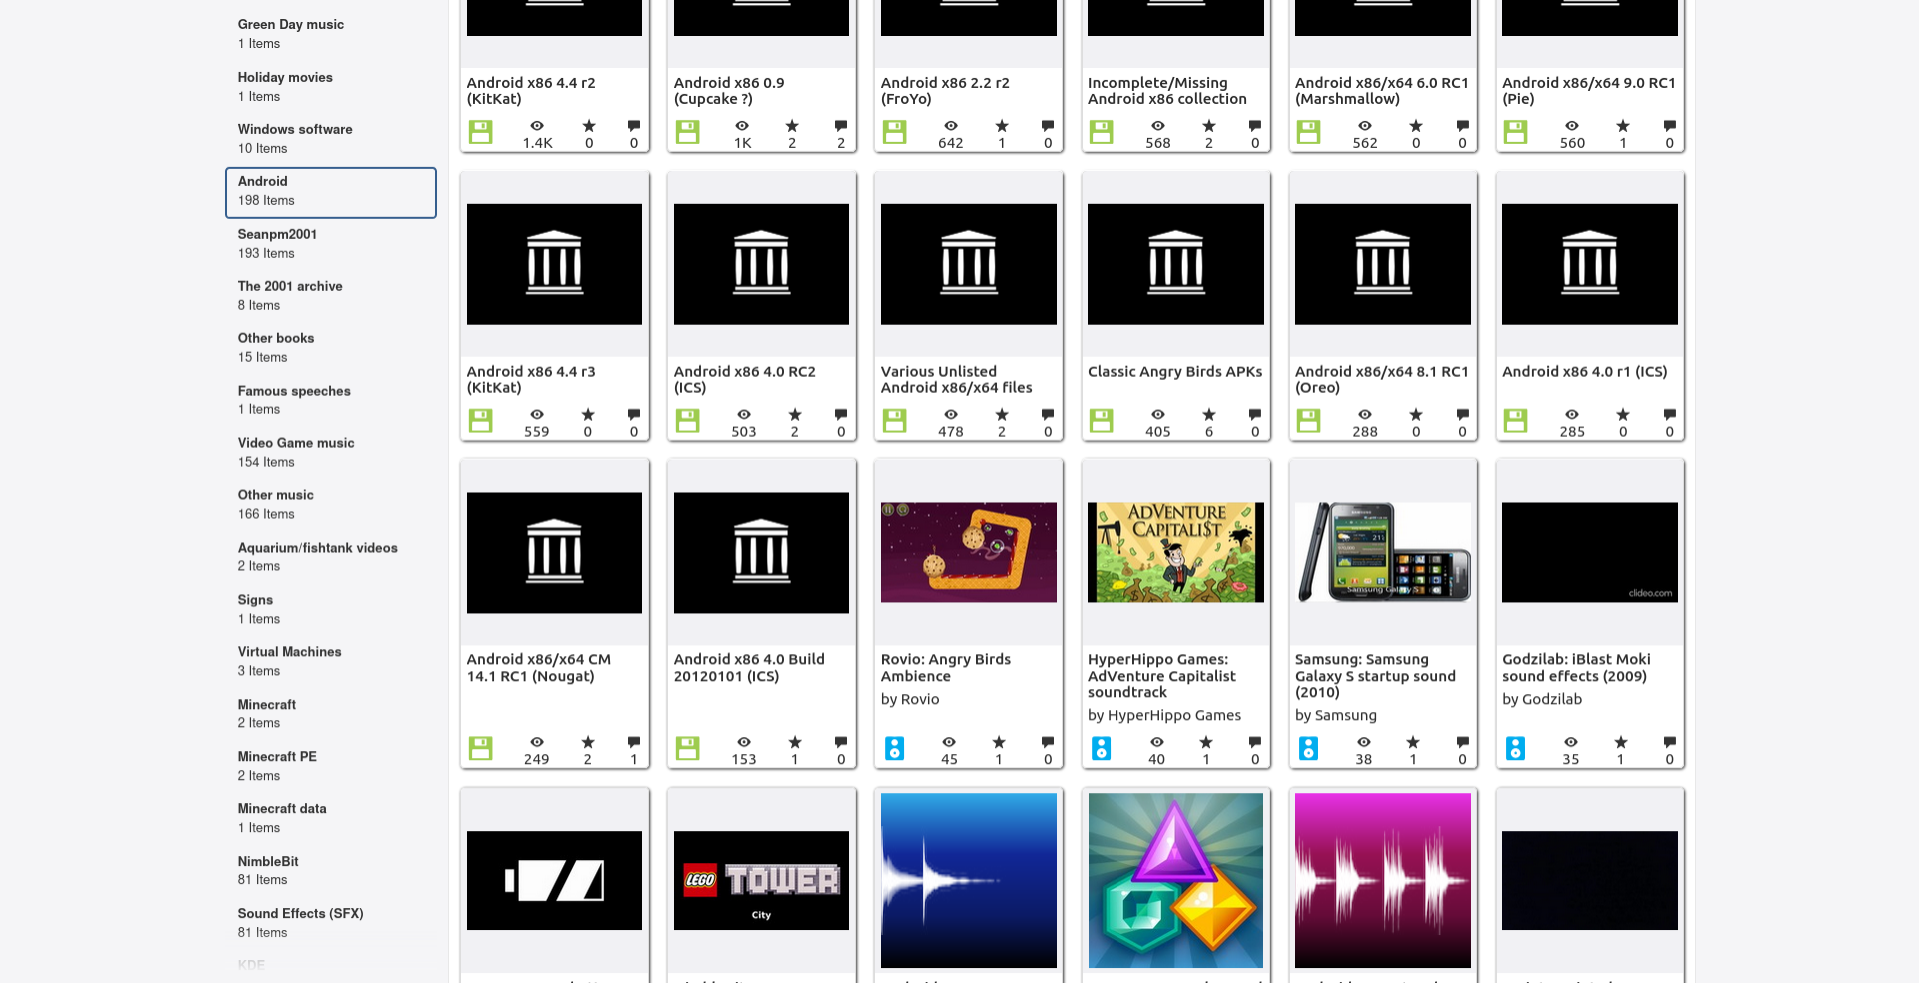 Green Day music
1 Items
Holiday movies
1 Items
Windows software
10 Items
Android
198 Items
Seanpm2001
193 Items
The 2001 archive
8 Items
Other books
15 Items
Famous speeches
1 Items
Video Game music
154 Items
Other music
166 Items
Aquarium/fishtank videos
2 Items
Signs
1 Items
Virtual Machines
3 Items
Minecraft
2 Items
Minecraft PE
2 Items
Minecraft data
1 Items
NimbleBit
81 Items
Sound Effects (SFX)
81 Items
KDE
Android x86 4.4 r2
(KitKat)
1.4K 0 0
Android x86 0.9
(Cupcake ?)
1K 2 2
Android x86 2.2 r2
(FroYo)
642 1 0
Incomplete/Missing
Android x86 collection
568 2 0
Android x86/x64 6.0 RC1
(Marshmallow)
562 0 0
Android x86/x64 9.0 RC1
(Pie)
560 1 0
Android x86 4.4 r3
(KitKat)
559 0 0
Android x86 4.0 RC2
(ICS)
503 2 0
Various Unlisted
Android x86/x64 files
478 2 0
Classic Angry Birds APKs
405 6 0
Android x86/x64 8.1 RC1
(Oreo)
288 0 0
Android x86 4.0 r1 (ICS)
285 0 0
Android x86/x64 CM
14.1 RC1 (Nougat)
249 2 1
Android x86 4.0 Build
20120101 (ICS)
153 1 0
Rovio: Angry Birds
Ambience
by Rovio
45 1 0
ADVENTURE
CAPITALI$T
HyperHippo Games:
AdVenture Capitalist
soundtrack
by HyperHippo Games
40 1 0
Samsung Galaxy S
Samsung: Samsung
Galaxy S startup sound
(2010)
by Samsung
38 1 0
clideo.com
Godzilab: iBlast Moki
sound effects (2009)
by Godzilab
35 1 0
LEGO TOWER
City